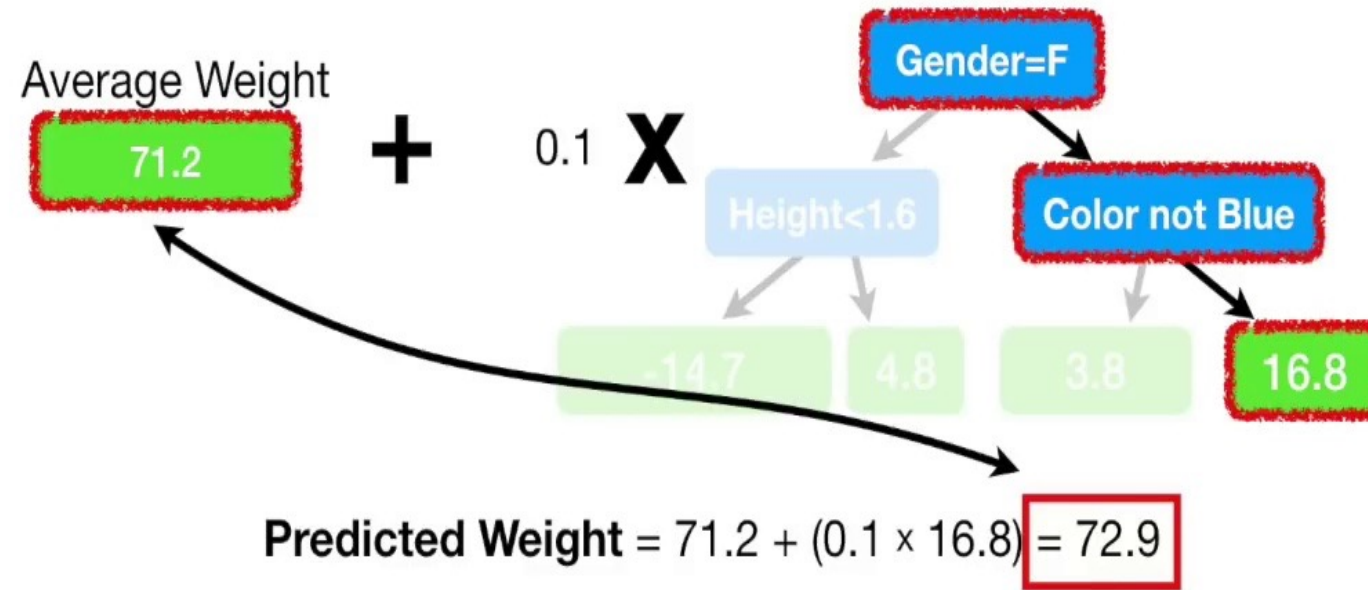 Gender=F
Average Weight
71.2 + 0.1 X
Height<1.6 Color not Blue
-14.7 4.8 3.8 16.8
Predicted Weight = 71.2 + (0.1 × 16.8) = 72.9